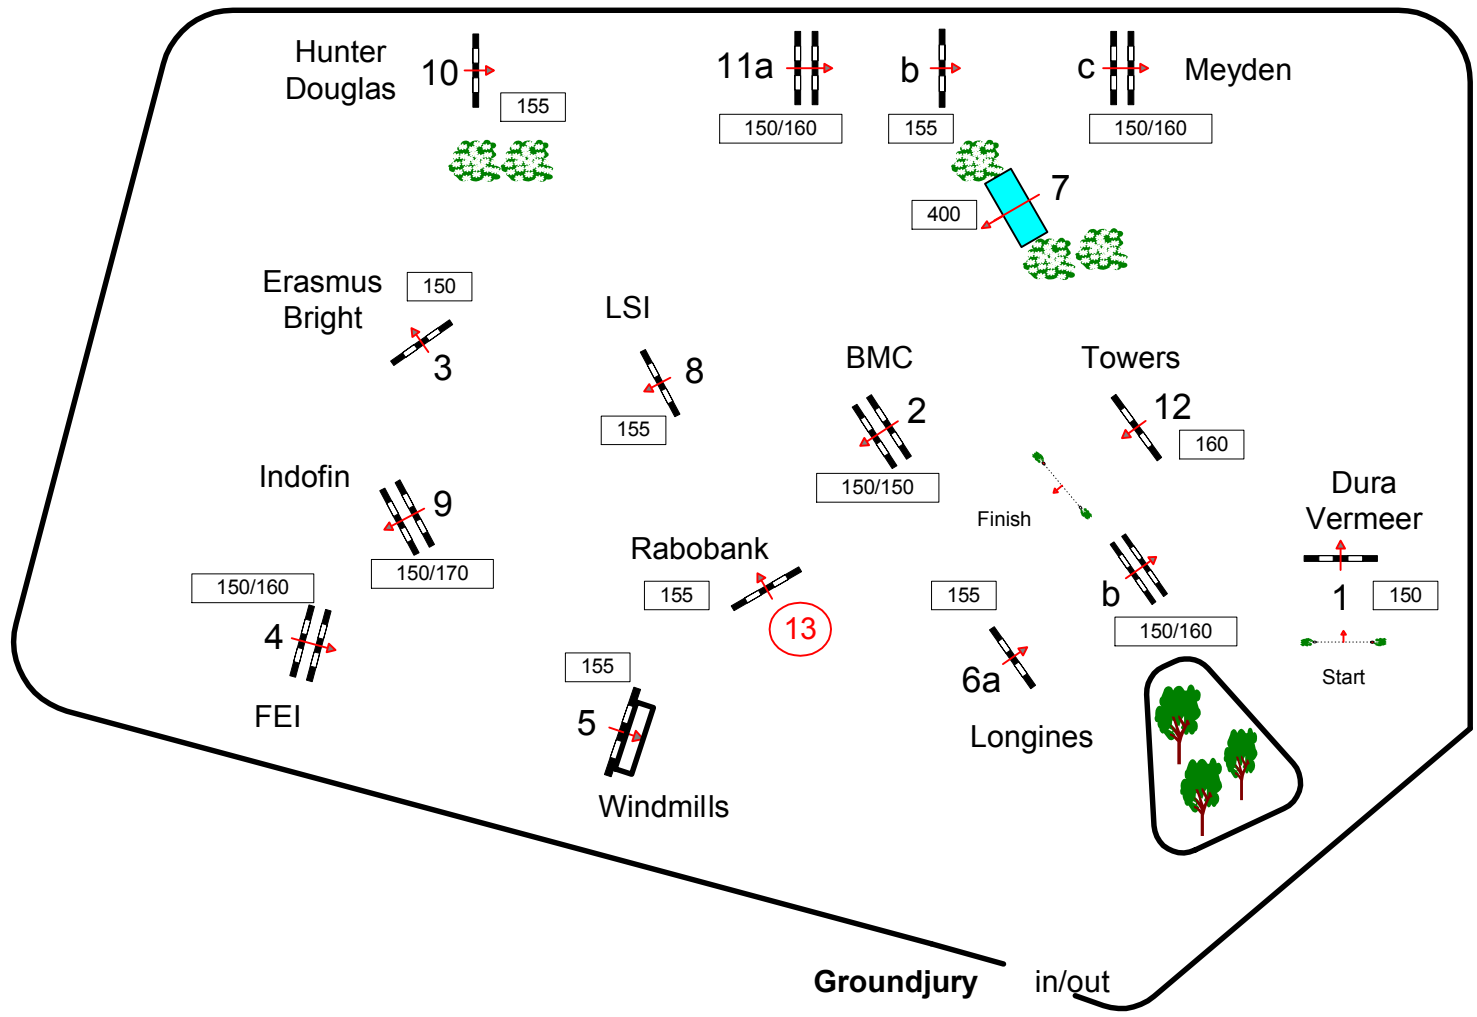 Hunter
Douglas
10
155
11a
b
c
Meyden
150/160
155
150/160
7
400
Erasmus
Bright
150
3
LSI
8
155
BMC
2
150/150
Towers
12
160
Indofin
9
150/170
Finish
Dura
Vermeer
1
150
Start
Rabobank
155
13
155
b
150/160
6a
Longines
150/160
4
FEI
155
5
Windmills
Groundjury
in/out